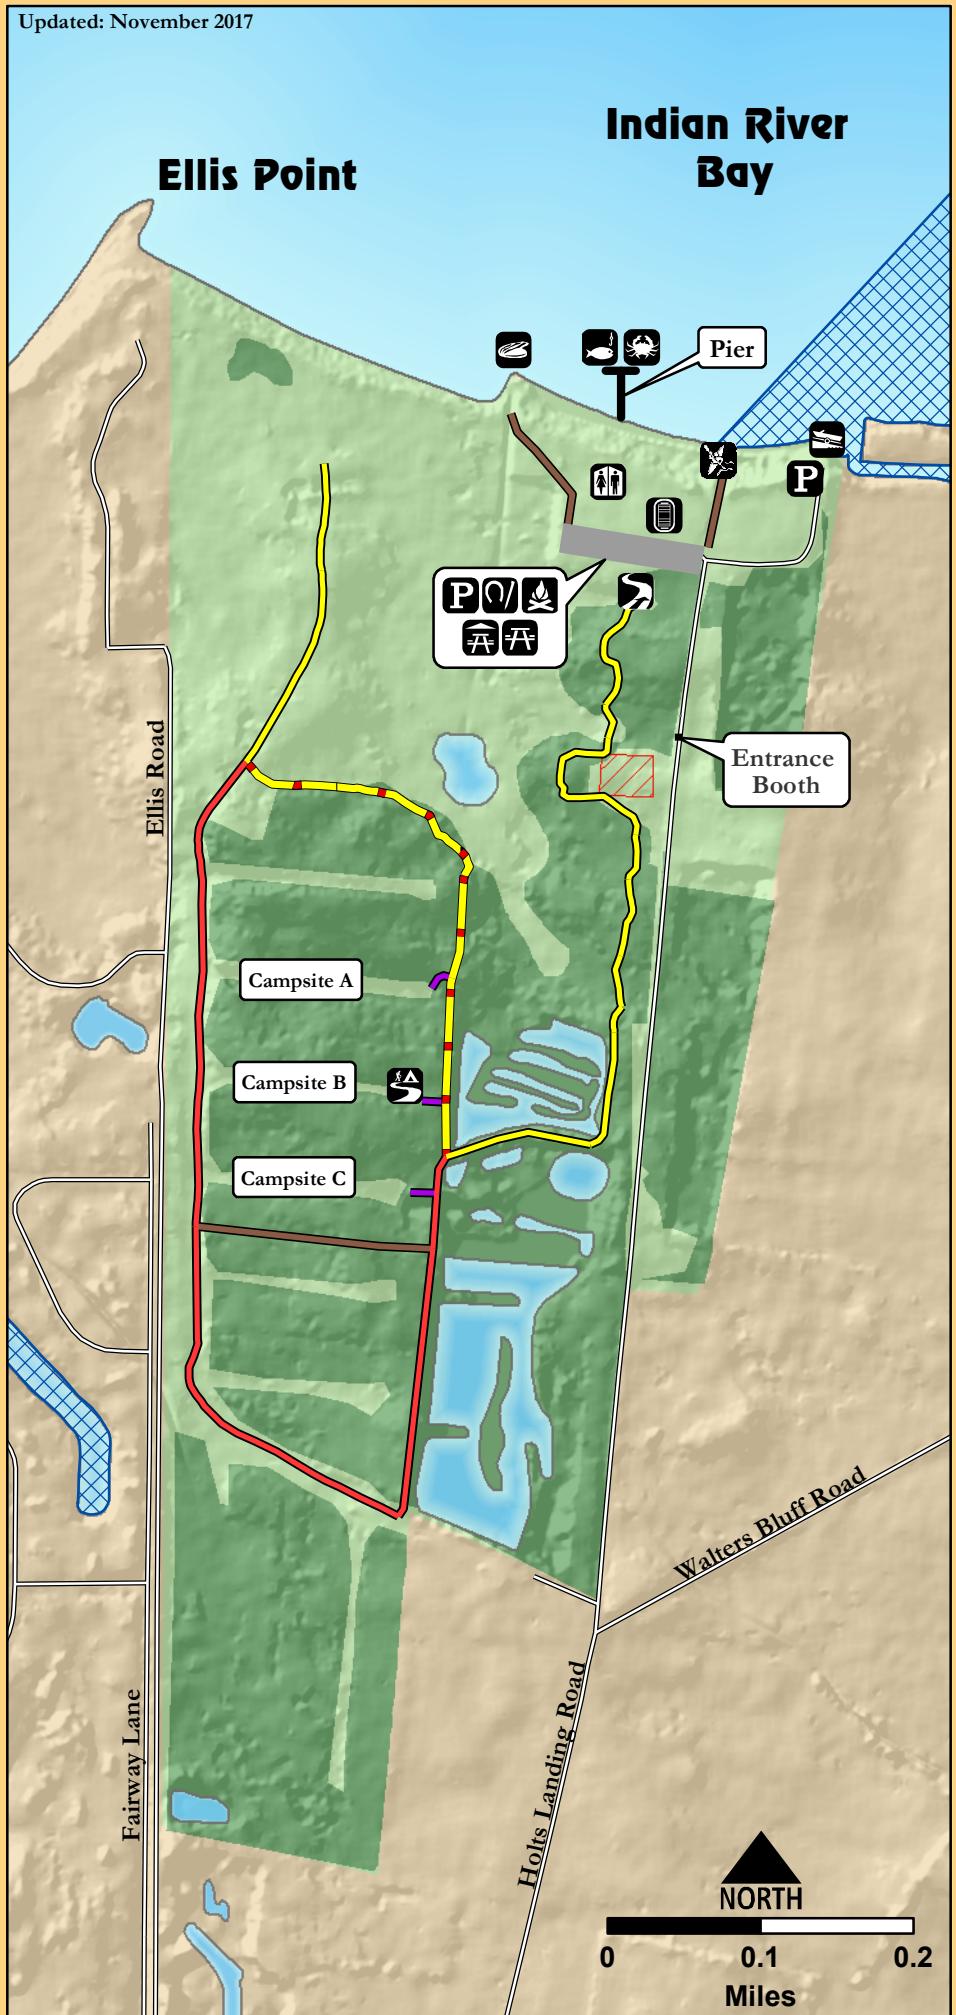 Updated: November 2017
Indian River
Bay
Ellis Point
Pier
P
P
Entrance
Booth
Ellis Road
Campsite A
Campsite B
Campsite C
Walters Bluff Road
Holts Landing Road
Fairway Lane
NORTH
0 0.1 0.2
Miles